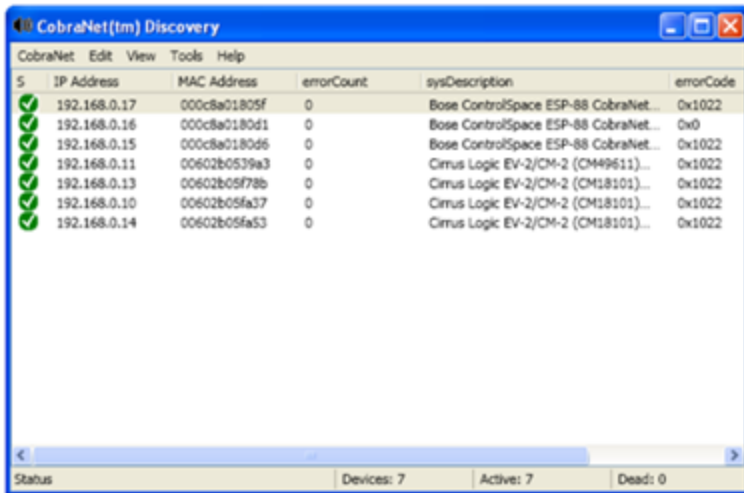 CobraNet(tm) Discovery
CobraNet Edit View Tools Help
S IP Address MAC Address errorCount sysDescription errorCode
192.168.0.17 000c8a01805f 0 Bose ControlSpace ESP-88 CobraNet... 0x1022
192.168.0.16 000c8a0180d1 0 Bose ControlSpace ESP-88 CobraNet... 0x0
192.168.0.15 000c8a0180d6 0 Bose ControlSpace ESP-88 CobraNet... 0x1022
192.168.0.11 00602b0539a3 0 Cirrus Logic EV-2/CM-2 (CM49611)... 0x1022
192.168.0.13 00602b05f78b 0 Cirrus Logic EV-2/CM-2 (CM18101)... 0x1022
192.168.0.10 00602b05fa37 0 Cirrus Logic EV-2/CM-2 (CM18101)... 0x1022
192.168.0.14 00602b05fa53 0 Cirrus Logic EV-2/CM-2 (CM18101)... 0x1022
Status Devices: 7 Active: 7 Dead: 0